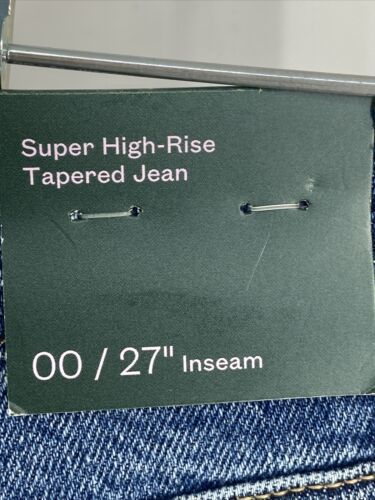 Super High-Rise
Tapered Jean
00 / 27" Inseam